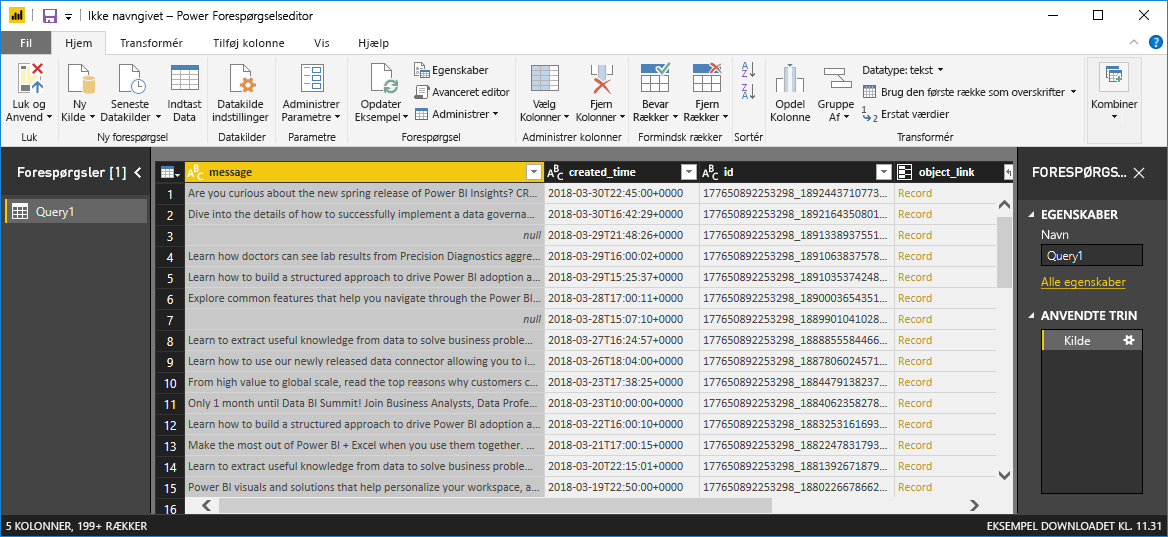 Ikke navngivet – Power Forespørgselseditor
Fil Hjem Transformér Tilføj kolonne Vis Hjælp
Luk og Anvend
Ny Kilde
Seneste Datakilder
Indtast Data
Datakilde indstillinger
Administrer Parametre
Opdater Eksempel
Egenskaber
Avanceret editor
Administrer
Vælg Kolonner
Fjern Kolonner
Bevar Rækker
Fjern Rækker
Opdel Kolonne
Gruppe Af
Datatype: tekst
Brug den første række som overskrifter
Erstat værdier
Kombiner
Luk Ny forespørgsel Datakilder Parametre Forespørgsel Administrer kolonner Formindsk rækker Sortér Transformér
Forespørgsler [1]
Query1
message created_time id object_link
1 Are you curious about the new spring release of Power BI Insights? CR... 2018-03-30T22:45:00+0000 177650892253298_1892443710773... Record
2 Dive into the details of how to successfully implement a data governa... 2018-03-30T16:42:29+0000 177650892253298_1892164350801... Record
3 null 2018-03-29T21:48:26+0000 177650892253298_1891338937551... Record
4 Learn how doctors can see lab results from Precision Diagnostics aggre... 2018-03-29T16:00:02+0000 177650892253298_1891063837578... Record
5 Learn how to build a structured approach to drive Power BI adoption a... 2018-03-29T15:25:37+0000 177650892253298_1891035374248... Record
6 Explore common features that help you navigate through the Power BI... 2018-03-28T17:00:11+0000 177650892253298_1890003654351... Record
7 null 2018-03-28T15:07:10+0000 177650892253298_1889901041028... Record
8 Learn to extract useful knowledge from data to solve business proble... 2018-03-27T16:24:57+0000 177650892253298_1888855584466... Record
9 Learn how to use our newly released data connector allowing you to i... 2018-03-26T18:04:00+0000 177650892253298_1887806024571... Record
10 From high value to global scale, read the top reasons why customers c... 2018-03-23T17:38:25+0000 177650892253298_1884479138237... Record
11 Only 1 month until Data BI Summit! Join Business Analysts, Data Profe... 2018-03-23T10:00:00+0000 177650892253298_1884062358278... Record
12 Learn how to build a structured approach to drive Power BI adoption a... 2018-03-22T16:00:10+0000 177650892253298_1883253161693... Record
13 Make the most out of Power BI + Excel when you use them together. ... 2018-03-21T17:00:15+0000 177650892253298_1882247831793... Record
14 Learn to extract useful knowledge from data to solve business proble... 2018-03-20T22:15:01+0000 177650892253298_1881392671879... Record
15 Power BI visuals and solutions that help personalize your workspace, a... 2018-03-19T22:50:00+0000 177650892253298_1880226678662... Record
16
FORESPØRGS...
EGENSKABER
Navn
Query1
Alle egenskaber
ANVENDTE TRIN
Kilde
5 KOLONNER, 199+ RÆKKER
EKSEMPEL DOWNLOADET KL. 11.31